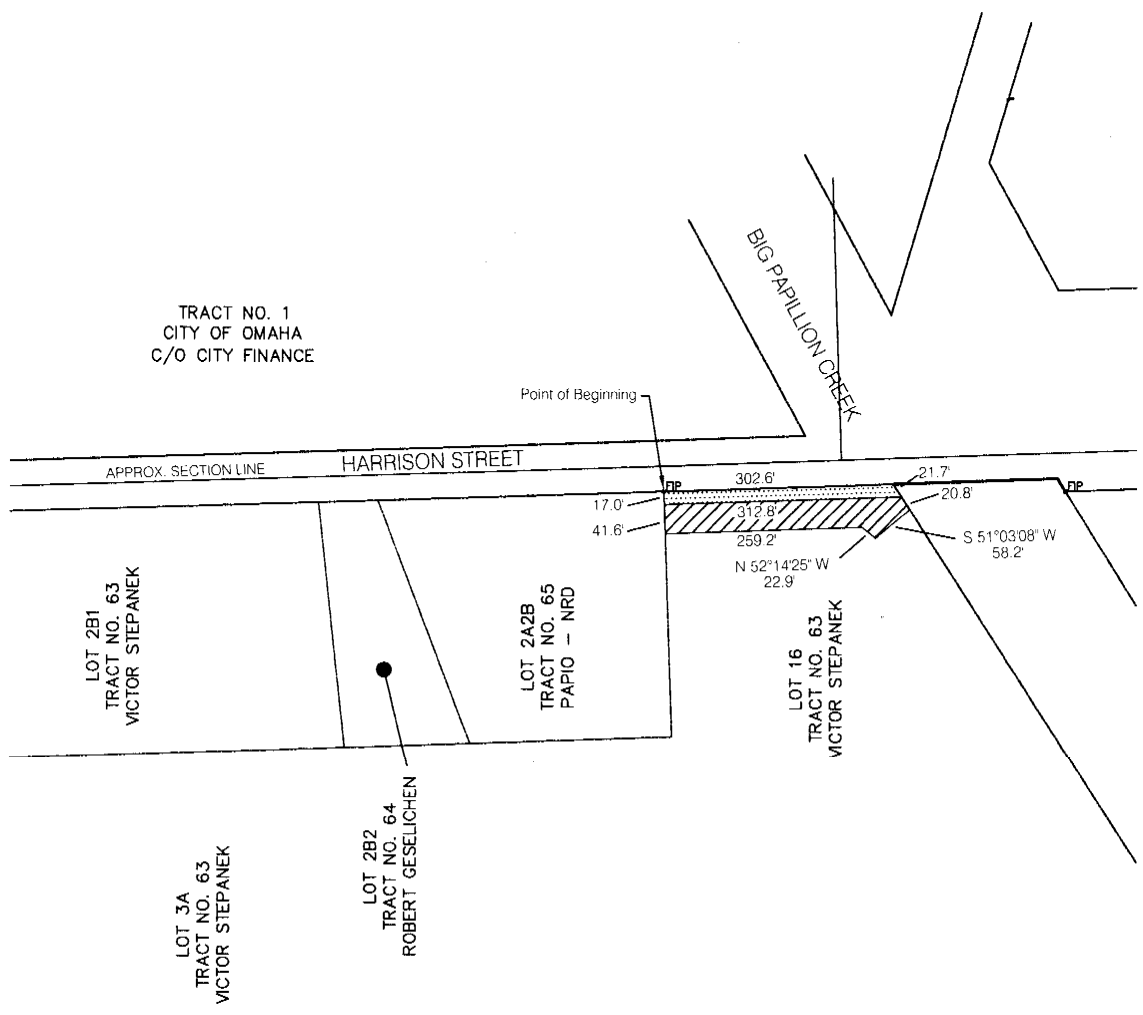 BIG PAPILLION CREEK
TRACT NO. 1
CITY OF OMAHA
C/O CITY FINANCE
Point of Beginning
APPROX. SECTION LINE
HARRISON STREET
FIP
302.6'
21.7'
FIP
17.0'
312.8'
20.8'
41.6'
259.2'
S 51°03'08" W
58.2'
N 52°14'25" W
22.9'
LOT 2B1
TRACT NO. 63
VICTOR STEPANEK
LOT 2A2B
TRACT NO. 65
PAPIO - NRD
LOT 16
TRACT NO. 63
VICTOR STEPANEK
LOT 2B2
TRACT NO. 64
ROBERT GESELICHEN
LOT 3A
TRACT NO. 63
VICTOR STEPANEK